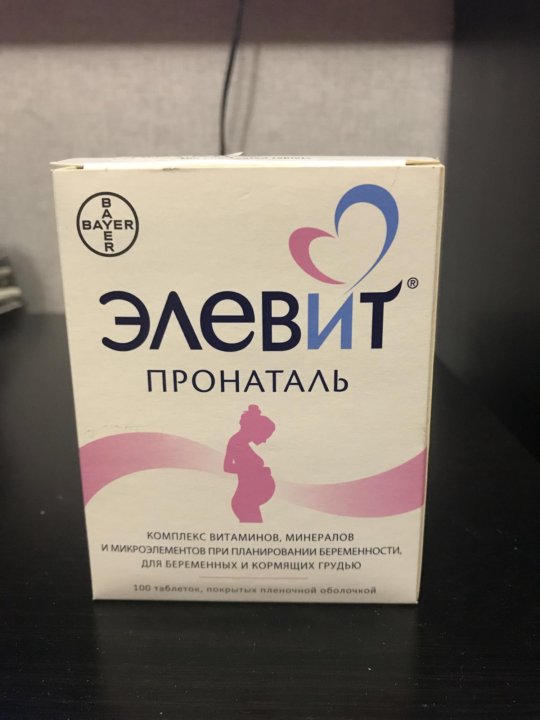 BAYER
BAYER
ЭЛЕВИТ®
ПРОНАТАЛЬ
КОМПЛЕКС ВИТАМИНОВ, МИНЕРАЛОВ
И МИКРОЭЛЕМЕНТОВ ПРИ ПЛАНИРОВАНИИ БЕРЕМЕННОСТИ,
ДЛЯ БЕРЕМЕННЫХ И КОРМЯЩИХ ГРУДЬЮ
100 таблеток, покрытых пленочной оболочкой